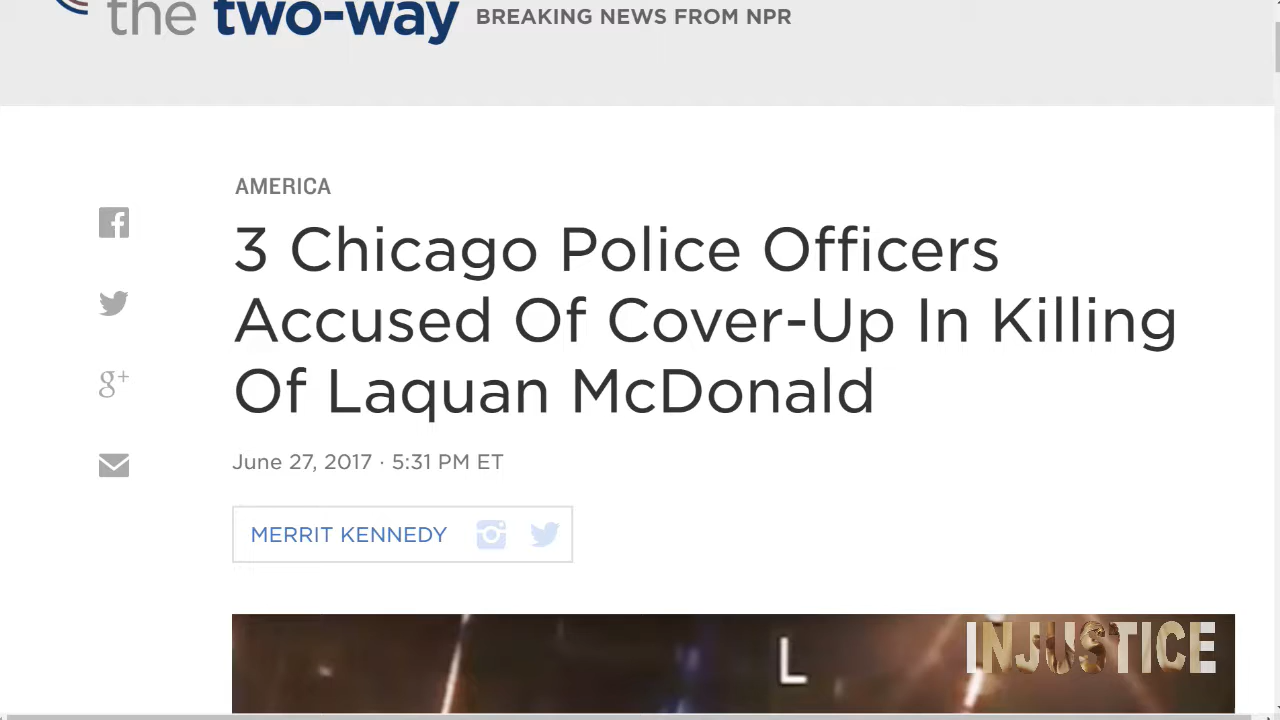 the two-way BREAKING NEWS FROM NPR
AMERICA
3 Chicago Police Officers
Accused Of Cover-Up In Killing
Of Laquan McDonald
g+
June 27, 2017 · 5:31 PM ET
MERRIT KENNEDY
L
INJUSTICE